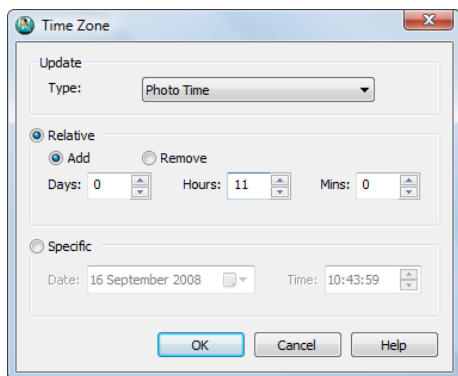 Time Zone
Update
Type: Photo Time
Relative
Add Remove
Days: 0 Hours: 11 Mins: 0
Specific
Date: 16 September 2008 Time: 10:43:59
OK Cancel Help